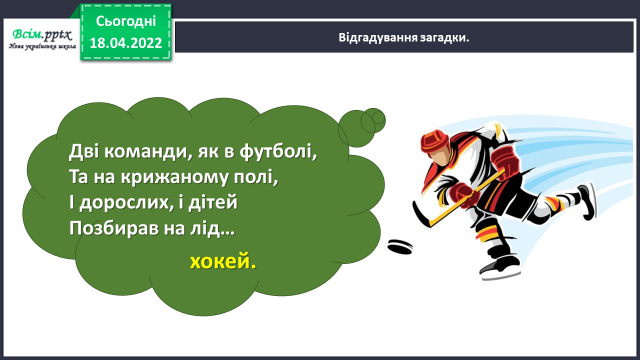 Всім.pptx
Нова українська школа
Сьогодні
18.04.2022
Відгадування загадки.
Дві команди, як в футболі,
Та на крижаному полі,
І дорослих, і дітей
Позбирав на лід…
хокей.